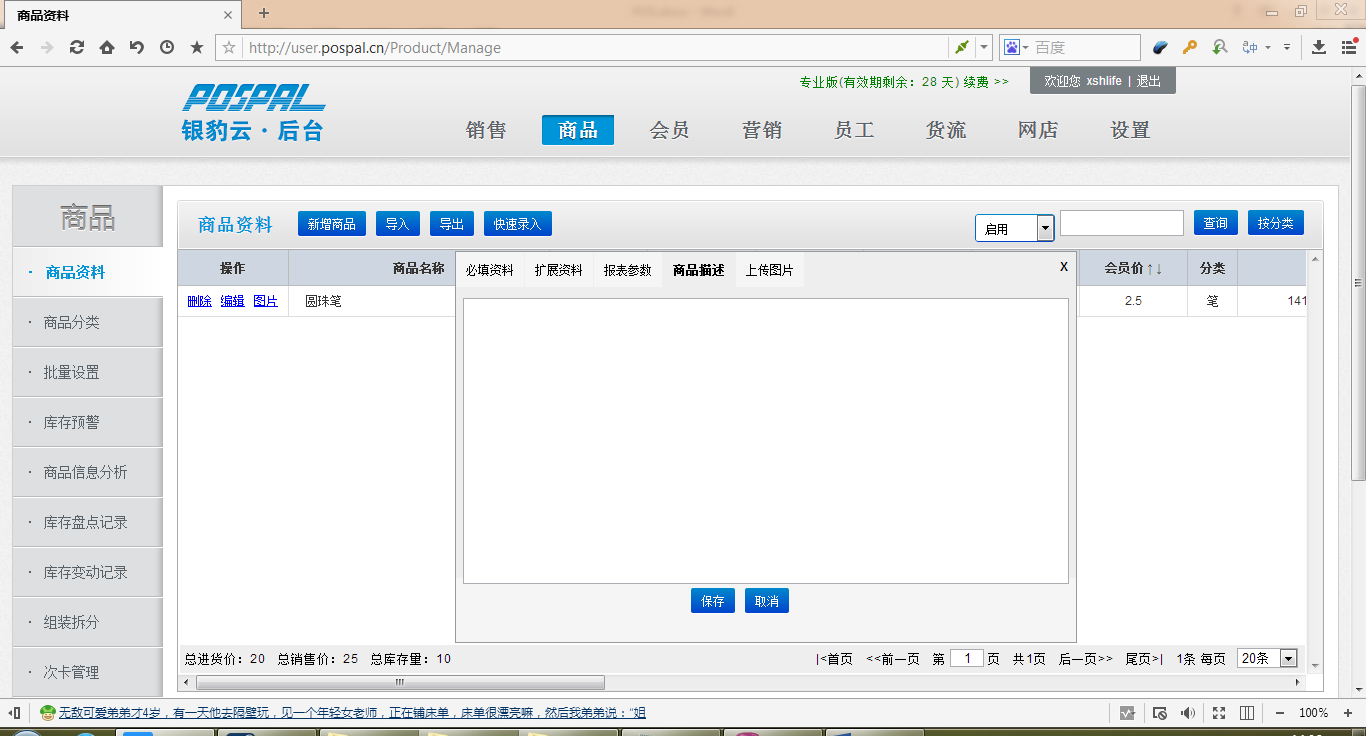 商品资料 × +
http://user.pospal.cn/Product/Manage 百度
专业版(有效期剩余：28 天) 续费 >> 欢迎您 xshlife | 退出
POSPAL
银豹云·后台
销售 商品 会员 营销 员工 货流 网店 设置
商品
· 商品资料
· 商品分类
· 批量设置
· 库存预警
· 商品信息分析
· 库存盘点记录
· 库存变动记录
· 组装拆分
· 次卡管理
商品资料 新增商品 导入 导出 快速录入 启用 查询 按分类
操作 商品名称 会员价↑↓ 分类
删除 编辑 图片 圆珠笔 2.5 笔 141
必填资料 扩展资料 报表参数 商品描述 上传图片 X
保存 取消
总进货价：20 总销售价：25 总库存量：10 |<首页 <<前一页 第 1 页 共1页 后一页>> 尾页>| 1条 每页 20条
无敌可爱弟弟才4岁，有一天他去隔壁玩，见一个年轻女老师，正在铺床单，床单很漂亮嘛，然后我弟弟说：“姐
100%